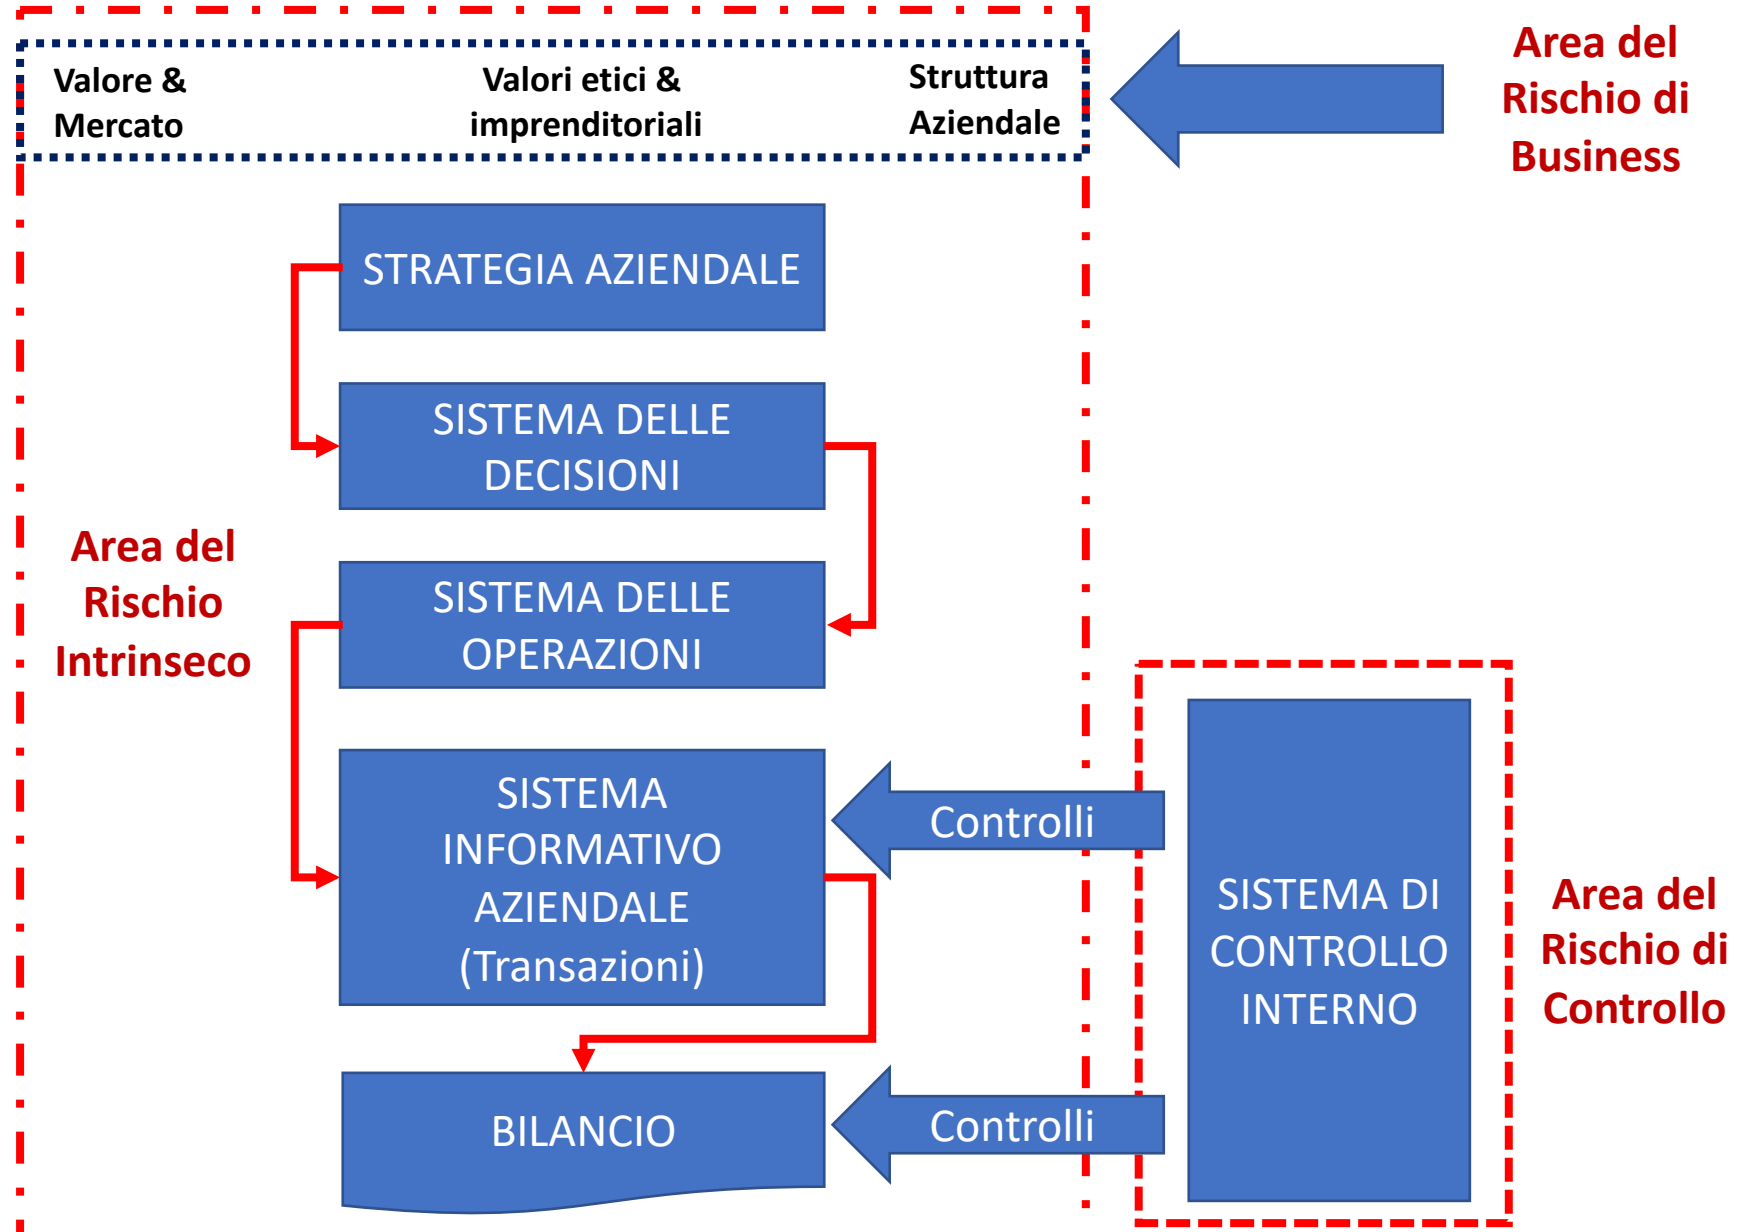 Valore &
Mercato
Valori etici &
imprenditoriali
Struttura
Aziendale
Area del
Rischio di
Business
STRATEGIA AZIENDALE
SISTEMA DELLE
DECISIONI
Area del
Rischio
Intrinseco
SISTEMA DELLE
OPERAZIONI
SISTEMA
INFORMATIVO
AZIENDALE
(Transazioni)
Controlli
SISTEMA DI
CONTROLLO
INTERNO
Area del
Rischio di
Controllo
BILANCIO
Controlli